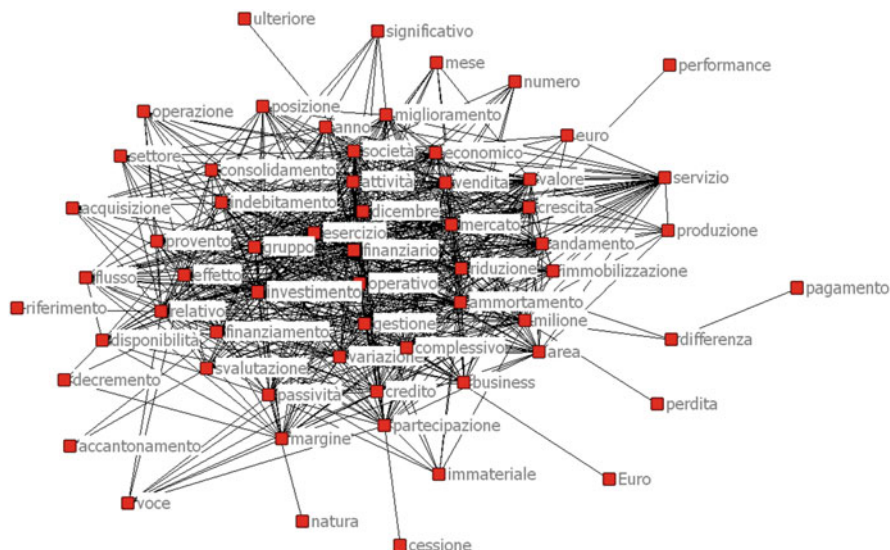 ulteriore
significativo
mese
performance
numero
operazione
posizione
miglioramento
anno
euro
settore
società
economico
consolidamento
servizio
attività
vendita
valore
indebitamento
acquisizione
dicembre
crescita
mercato
esercizio
produzione
provento
gruppo
finanziario
andamento
flusso
effetto
riduzione
immobilizzazione
investimento
operativo
pagamento
riferimento
relativo
ammortamento
disponibilità
finanziamento
gestione
milione
differenza
variazione
complessivo
area
svalutazione
decremento
business
passività
credito
perdita
partecipazione
accantonamento
margine
immateriale
Euro
voce
natura
cessione